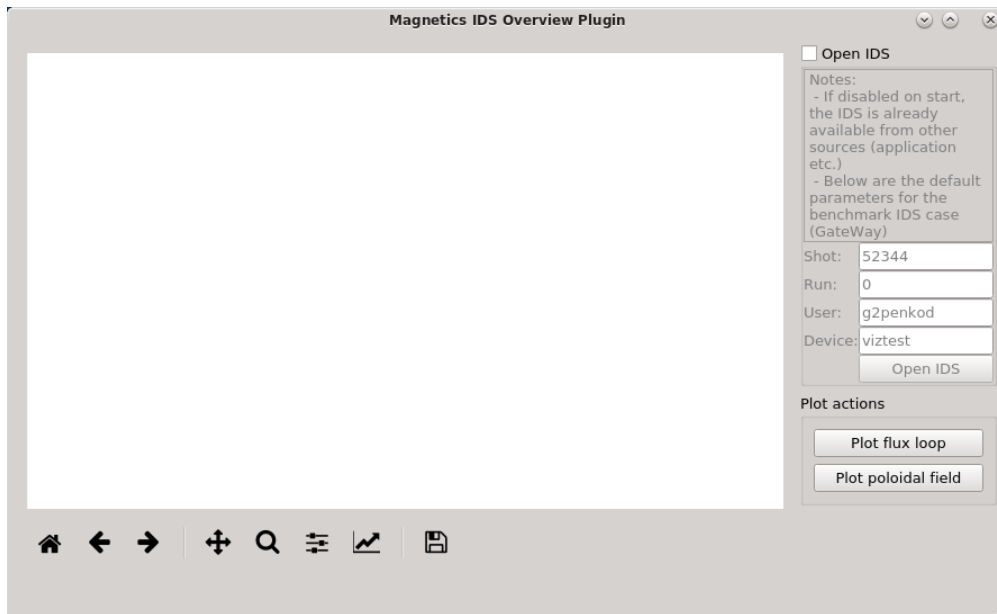 Magnetics IDS Overview Plugin
Open IDS
Notes:
- If disabled on start,
the IDS is already
available from other
sources (application
etc.)
- Below are the default
parameters for the
benchmark IDS case
(GateWay)
Shot: 52344
Run: 0
User: g2penkod
Device: viztest
Open IDS
Plot actions
Plot flux loop
Plot poloidal field